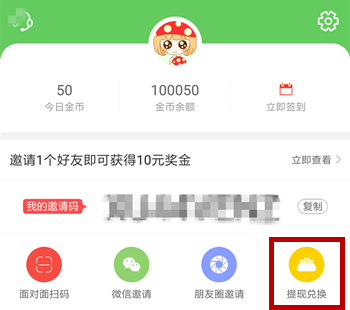 50 100050
今日金币 金币余额 立即签到
邀请1个好友即可获得10元奖金 立即查看
我的邀请码 复制
面对面扫码 微信邀请 朋友圈邀请 提现兑换